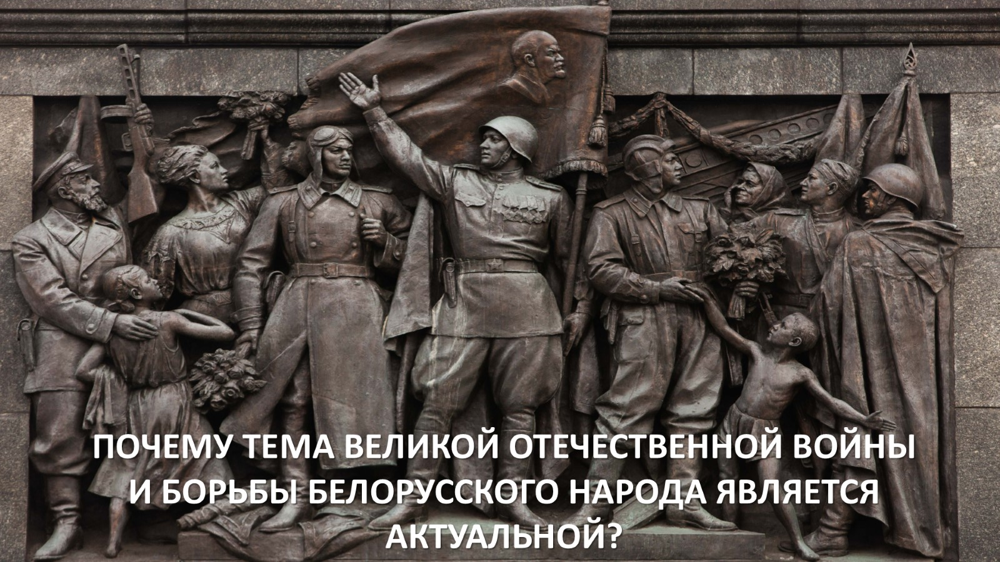 ПОЧЕМУ ТЕМА ВЕЛИКОЙ ОТЕЧЕСТВЕННОЙ ВОЙНЫ
И БОРЬБЫ БЕЛОРУССКОГО НАРОДА ЯВЛЯЕТСЯ
АКТУАЛЬНОЙ?